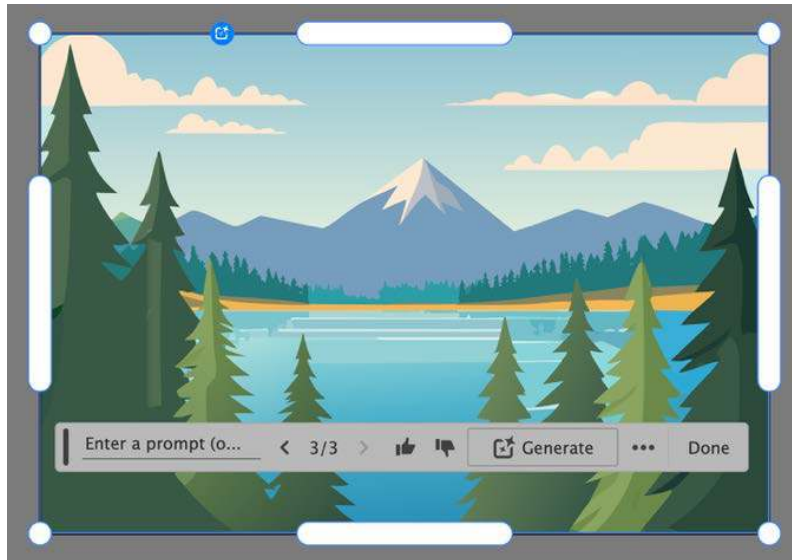 Enter a prompt (o... 3/3 Generate ••• Done